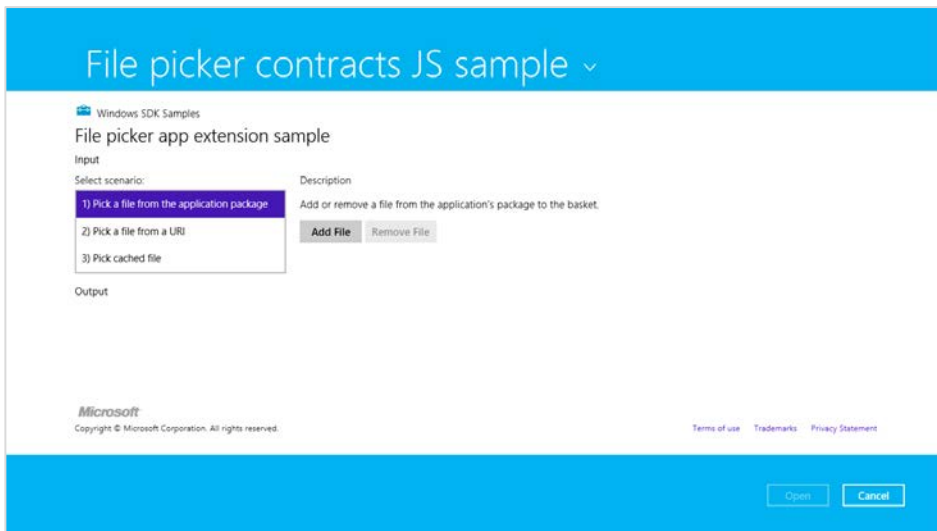 File picker contracts JS sample
Windows SDK Samples
File picker app extension sample
Input
Select scenario:
1) Pick a file from the application package
2) Pick a file from a URI
3) Pick cached file
Description
Add or remove a file from the application's package to the basket.
Add File Remove File
Output
Microsoft
Copyright © Microsoft Corporation. All rights reserved.
Terms of use Trademarks Privacy Statement
Open Cancel